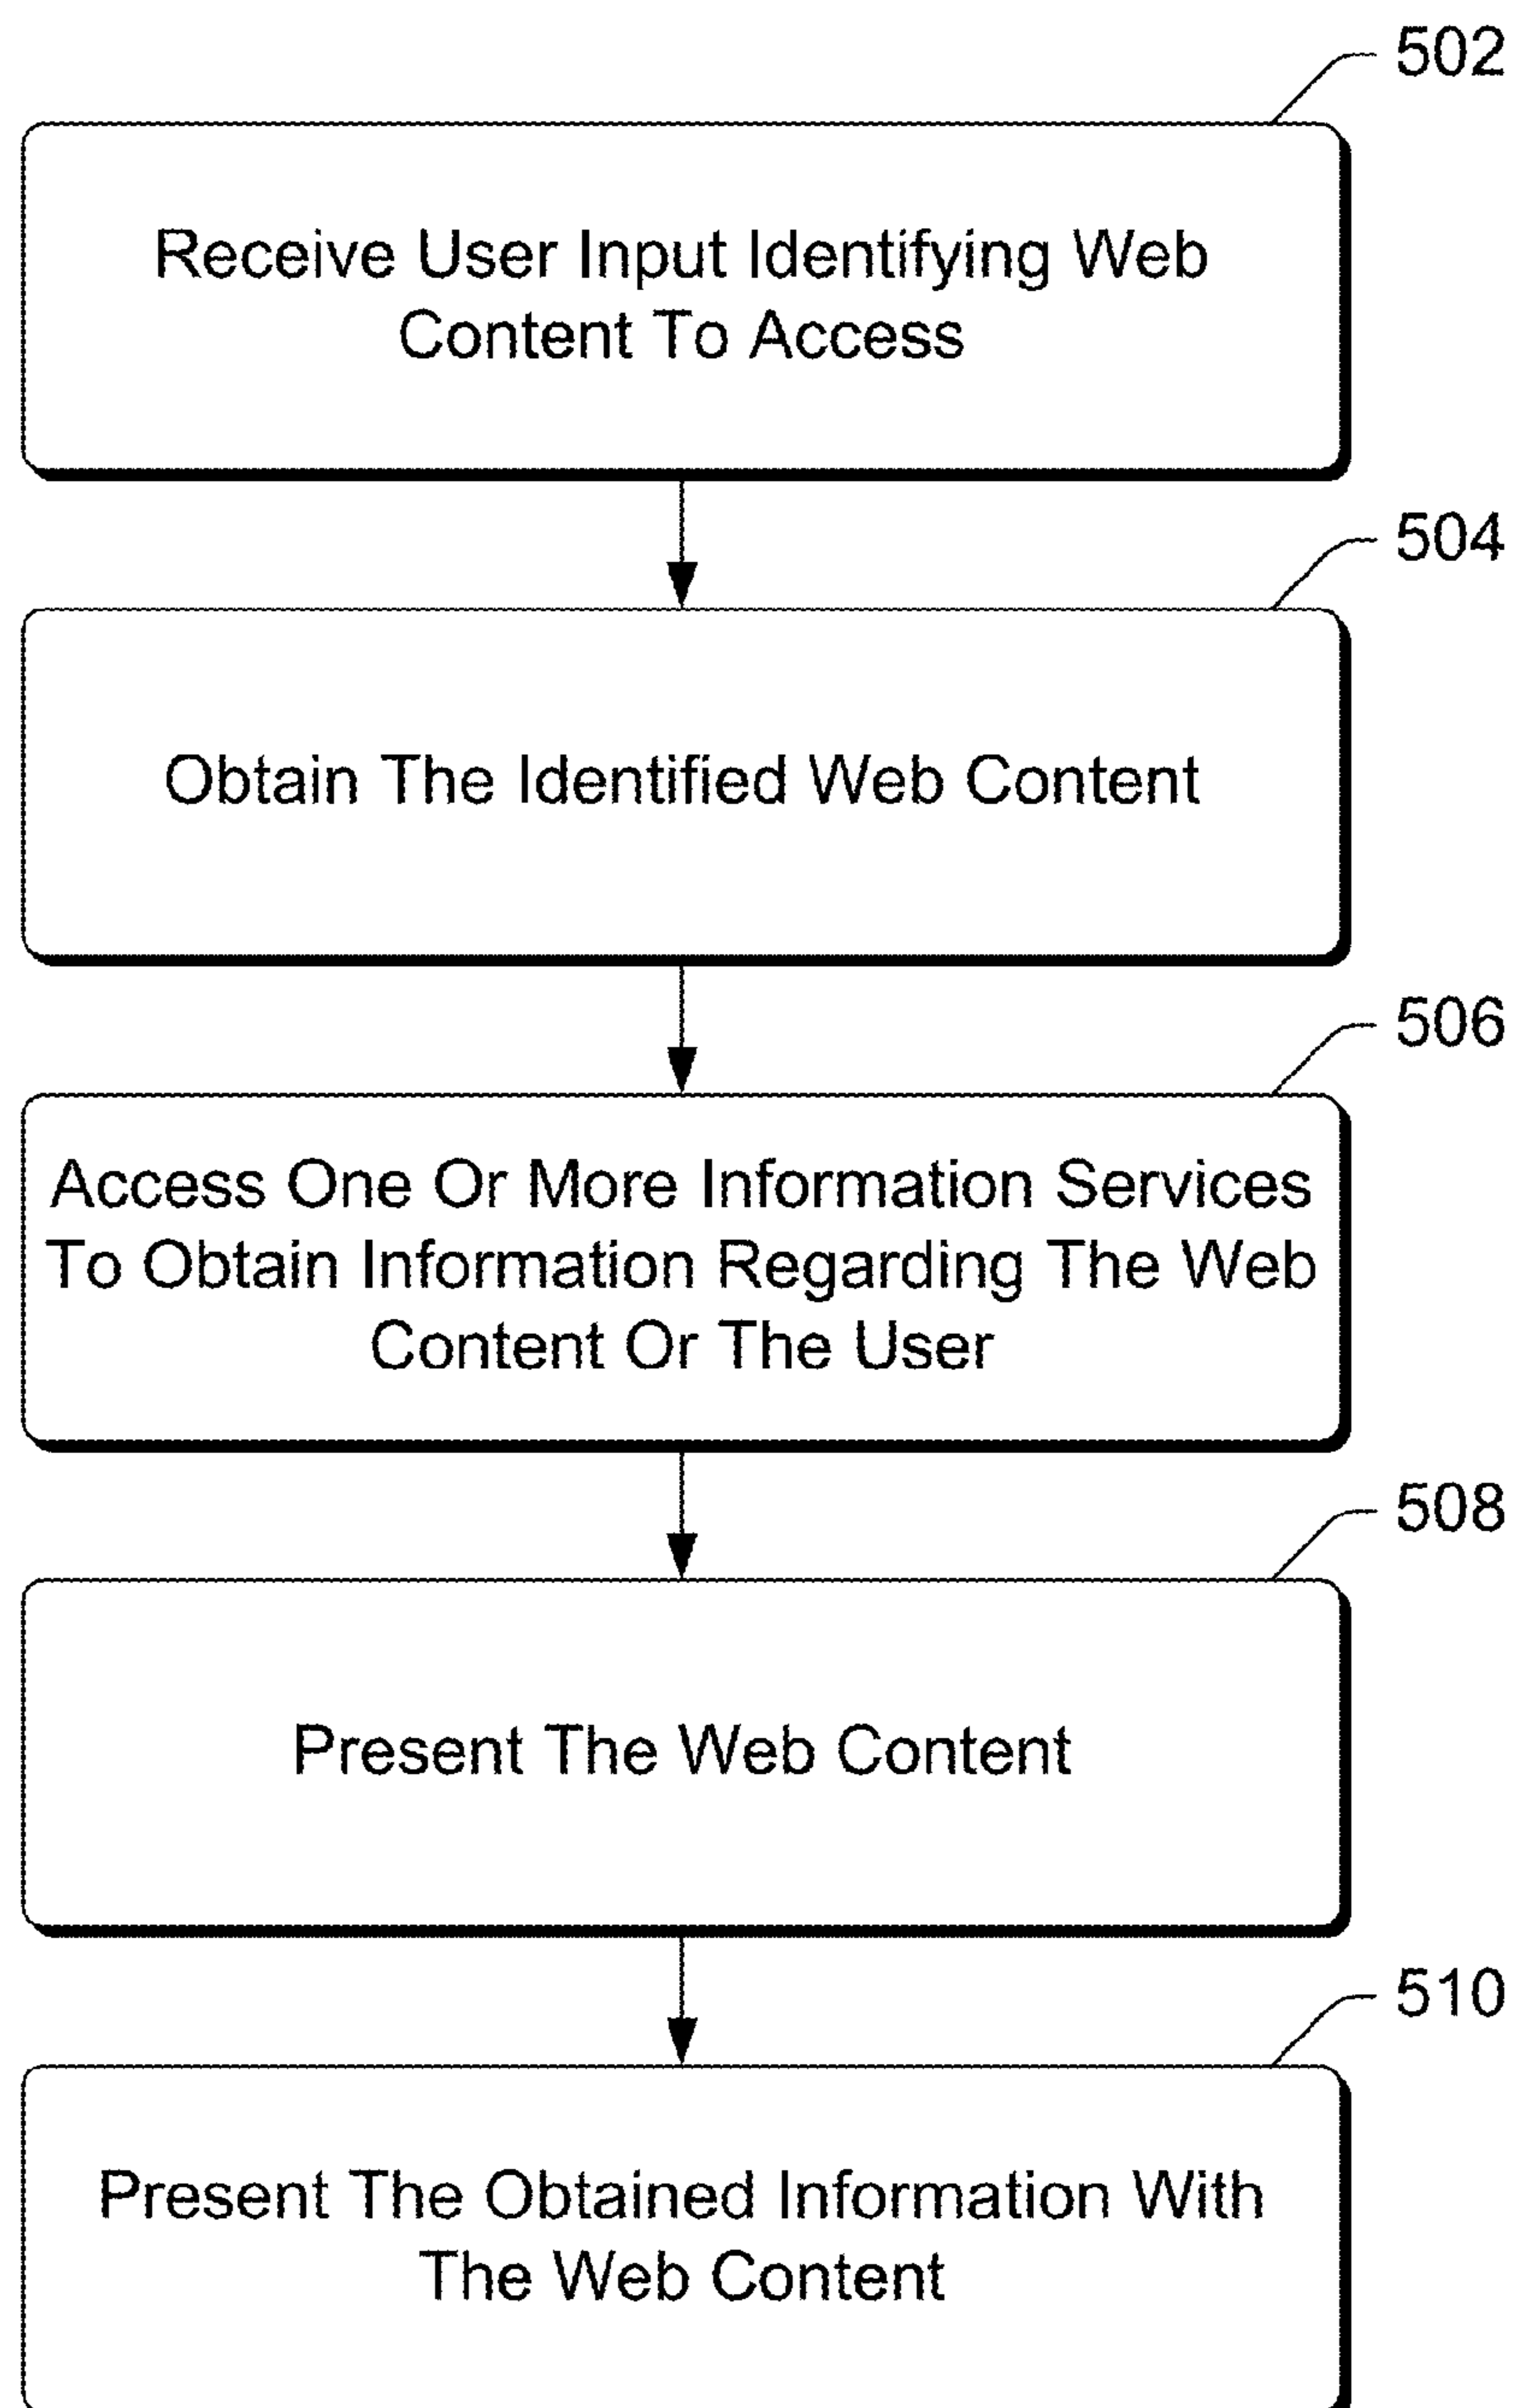 502
Receive User Input Identifying Web
Content To Access
504
Obtain The Identified Web Content
506
Access One Or More Information Services
To Obtain Information Regarding The Web
Content Or The User
508
Present The Web Content
510
Present The Obtained Information With
The Web Content